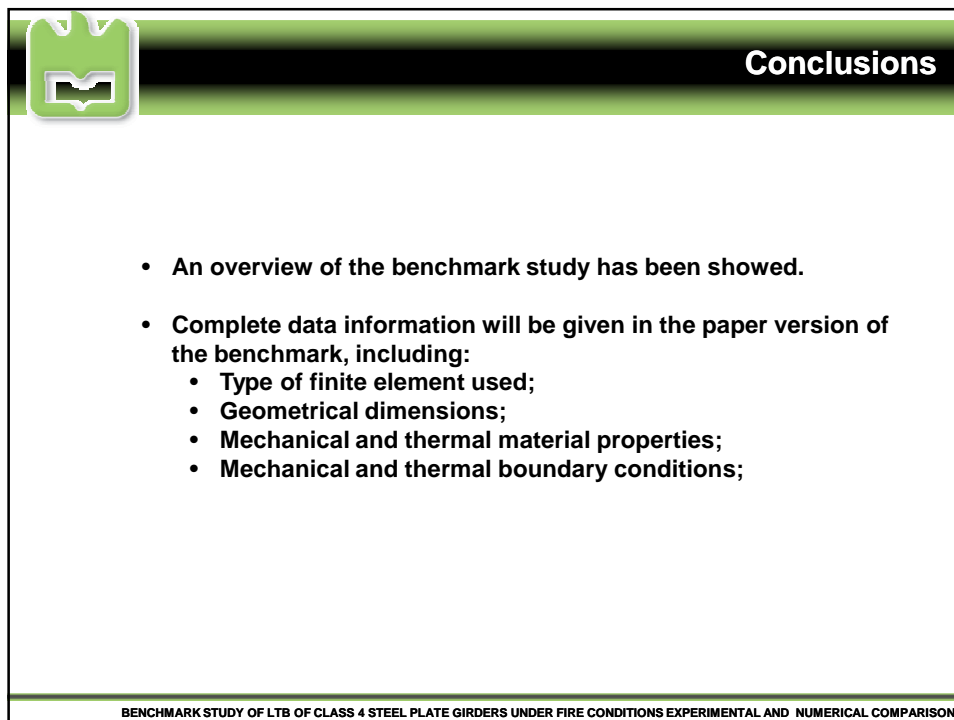 Conclusions
• An overview of the benchmark study has been showed.
• Complete data information will be given in the paper version of
the benchmark, including:
• Type of finite element used;
• Geometrical dimensions;
• Mechanical and thermal material properties;
• Mechanical and thermal boundary conditions;
BENCHMARK STUDY OF LTB OF CLASS 4 STEEL PLATE GIRDERS UNDER FIRE CONDITIONS EXPERIMENTAL AND NUMERICAL COMPARISON